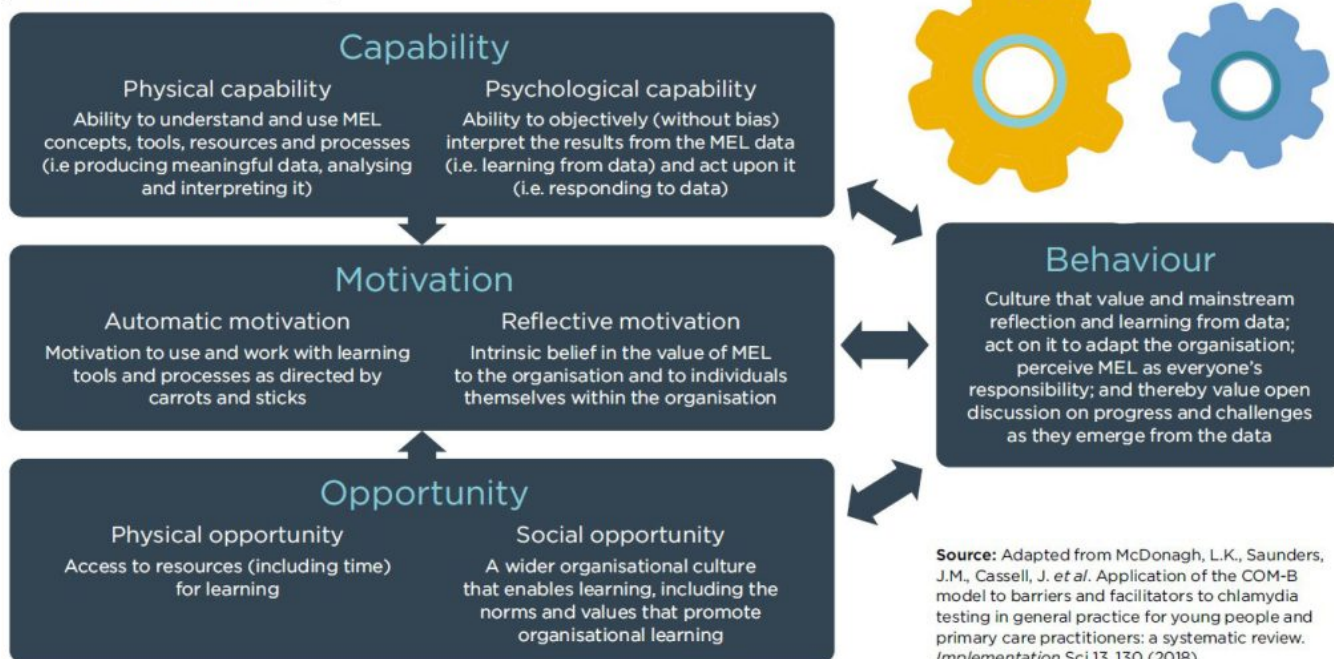 Capability
Physical capability
Ability to understand and use MEL
concepts, tools, resources and processes
(i.e producing meaningful data, analysing
and interpreting it)
Psychological capability
Ability to objectively (without bias)
interpret the results from the MEL data
(i.e. learning from data) and act upon it
(i.e. responding to data)
Motivation
Automatic motivation
Motivation to use and work with learning
tools and processes as directed by
carrots and sticks
Reflective motivation
Intrinsic belief in the value of MEL
to the organisation and to individuals
themselves within the organisation
Opportunity
Physical opportunity
Access to resources (including time)
for learning
Social opportunity
A wider organisational culture
that enables learning, including the
norms and values that promote
organisational learning
Behaviour
Culture that value and mainstream
reflection and learning from data;
act on it to adapt the organisation;
perceive MEL as everyone's
responsibility; and thereby value open
discussion on progress and challenges
as they emerge from the data
Source: Adapted from McDonagh, L.K., Saunders,
J.M., Cassell, J. et al. Application of the COM-B
model to barriers and facilitators to chlamydia
testing in general practice for young people and
primary care practitioners: a systematic review.
Implementation Sci 13, 130 (2018)